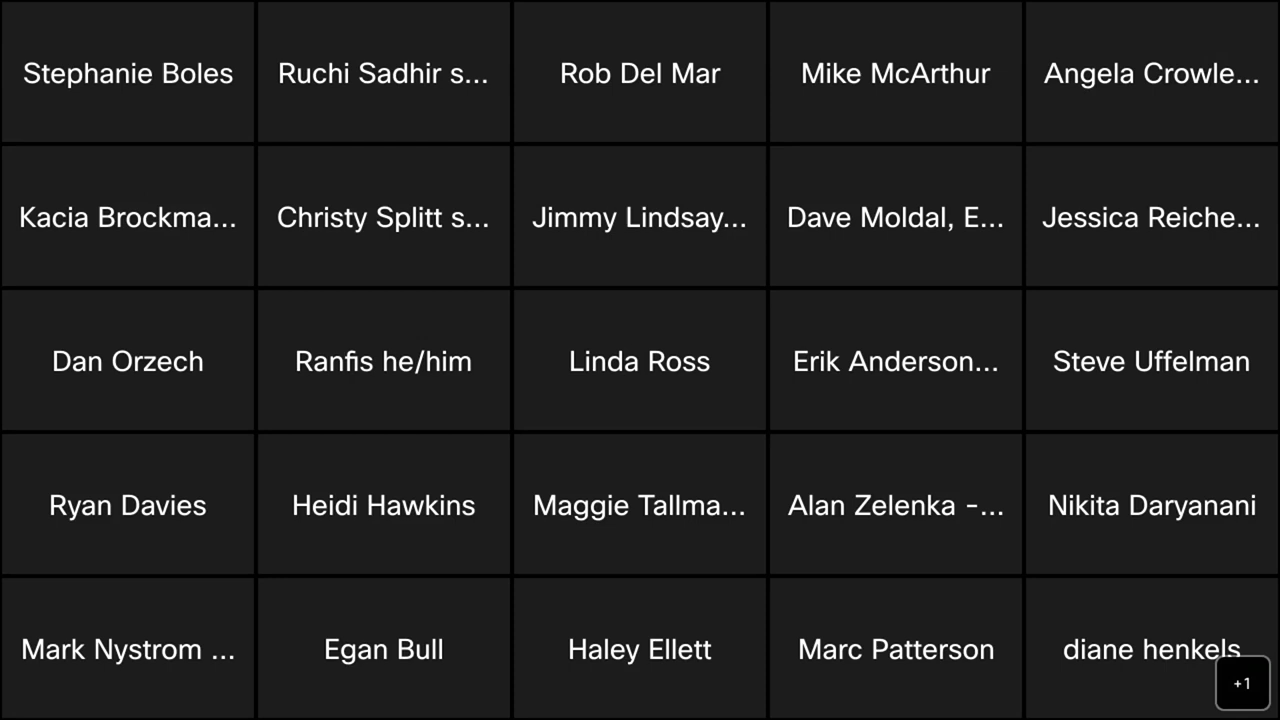 Stephanie Boles
Ruchi Sadhir s...
Rob Del Mar
Mike McArthur
Angela Crowle...
Kacia Brockma...
Christy Splitt s...
Jimmy Lindsay...
Dave Moldal, E...
Jessica Reiche...
Dan Orzech
Ranfis he/him
Linda Ross
Erik Anderson...
Steve Uffelman
Ryan Davies
Heidi Hawkins
Maggie Tallma...
Alan Zelenka -...
Nikita Daryanani
Mark Nystrom ...
Egan Bull
Haley Ellett
Marc Patterson
diane henkels
+1